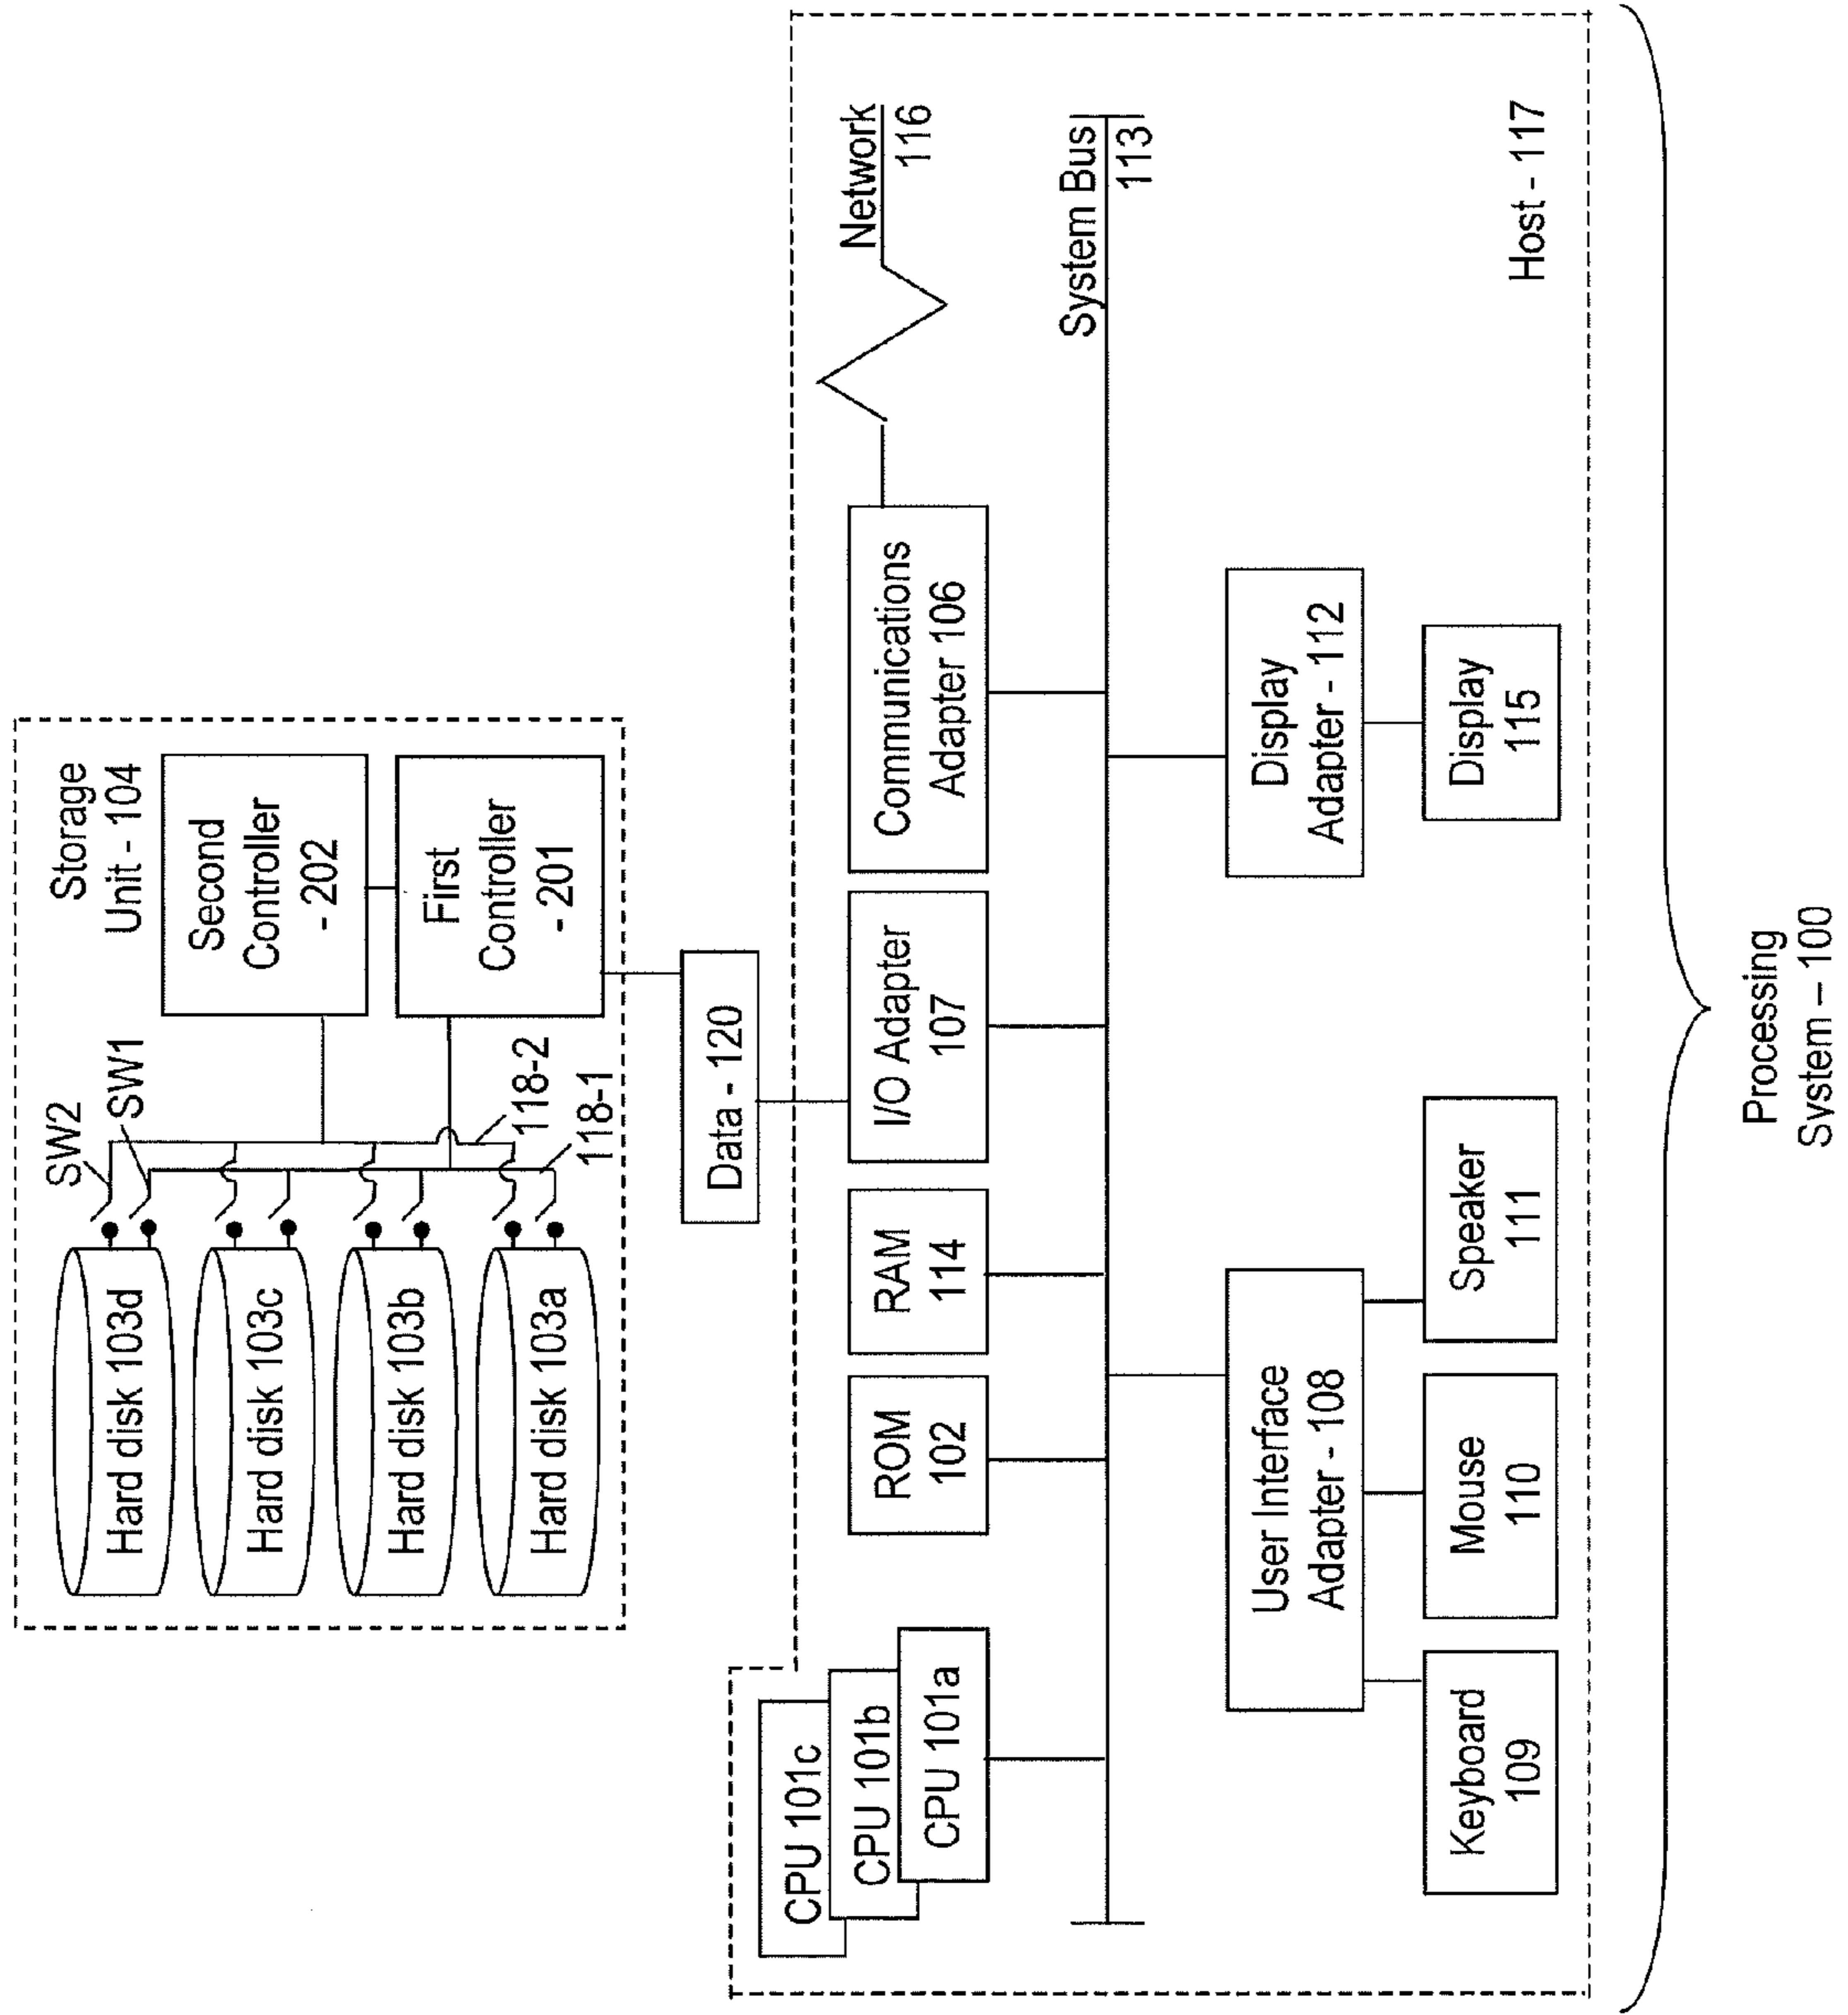 Storage
Unit - 104
Second
Controller
- 202
First
Controller
- 201
SW2
SW1
118-2
118-1
Hard disk 103d
Hard disk 103c
Hard disk 103b
Hard disk 103a
Data - 120
CPU 101c
CPU 101b
CPU 101a
ROM
102
RAM
114
I/O Adapter
107
Communications
Adapter 106
Network
116
System Bus
113
User Interface
Adapter - 108
Display
Adapter - 112
Keyboard
109
Mouse
110
Speaker
111
Display
115
Host - 117
Processing
System – 100